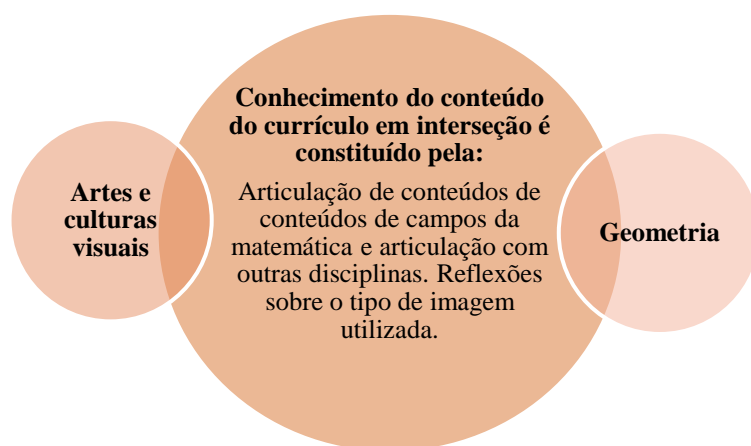 Artes e
culturas
visuais
Conhecimento do conteúdo
do currículo em interseção é
constituído pela:
Articulação de conteúdos de
conteúdos de campos da
matemática e articulação com
outras disciplinas. Reflexões
sobre o tipo de imagem
utilizada.
Geometria